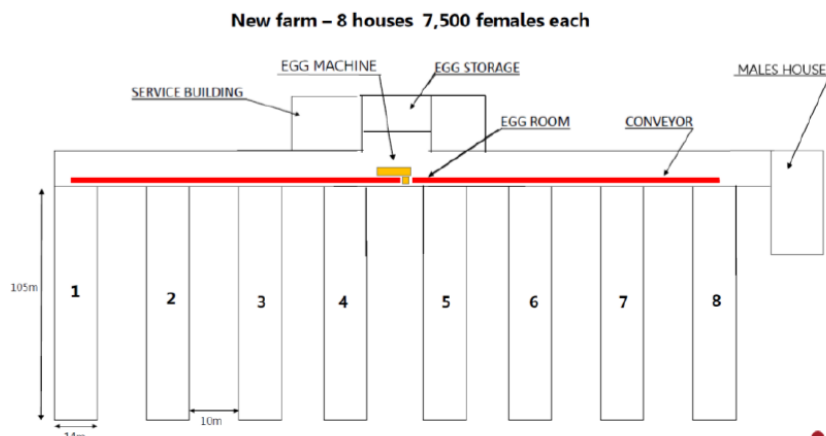 New farm – 8 houses 7,500 females each
EGG MACHINE
EGG STORAGE
MALES HOUSE
SERVICE BUILDING
EGG ROOM
CONVEYOR
105m
1
2
3
4
5
6
7
8
10m
14m